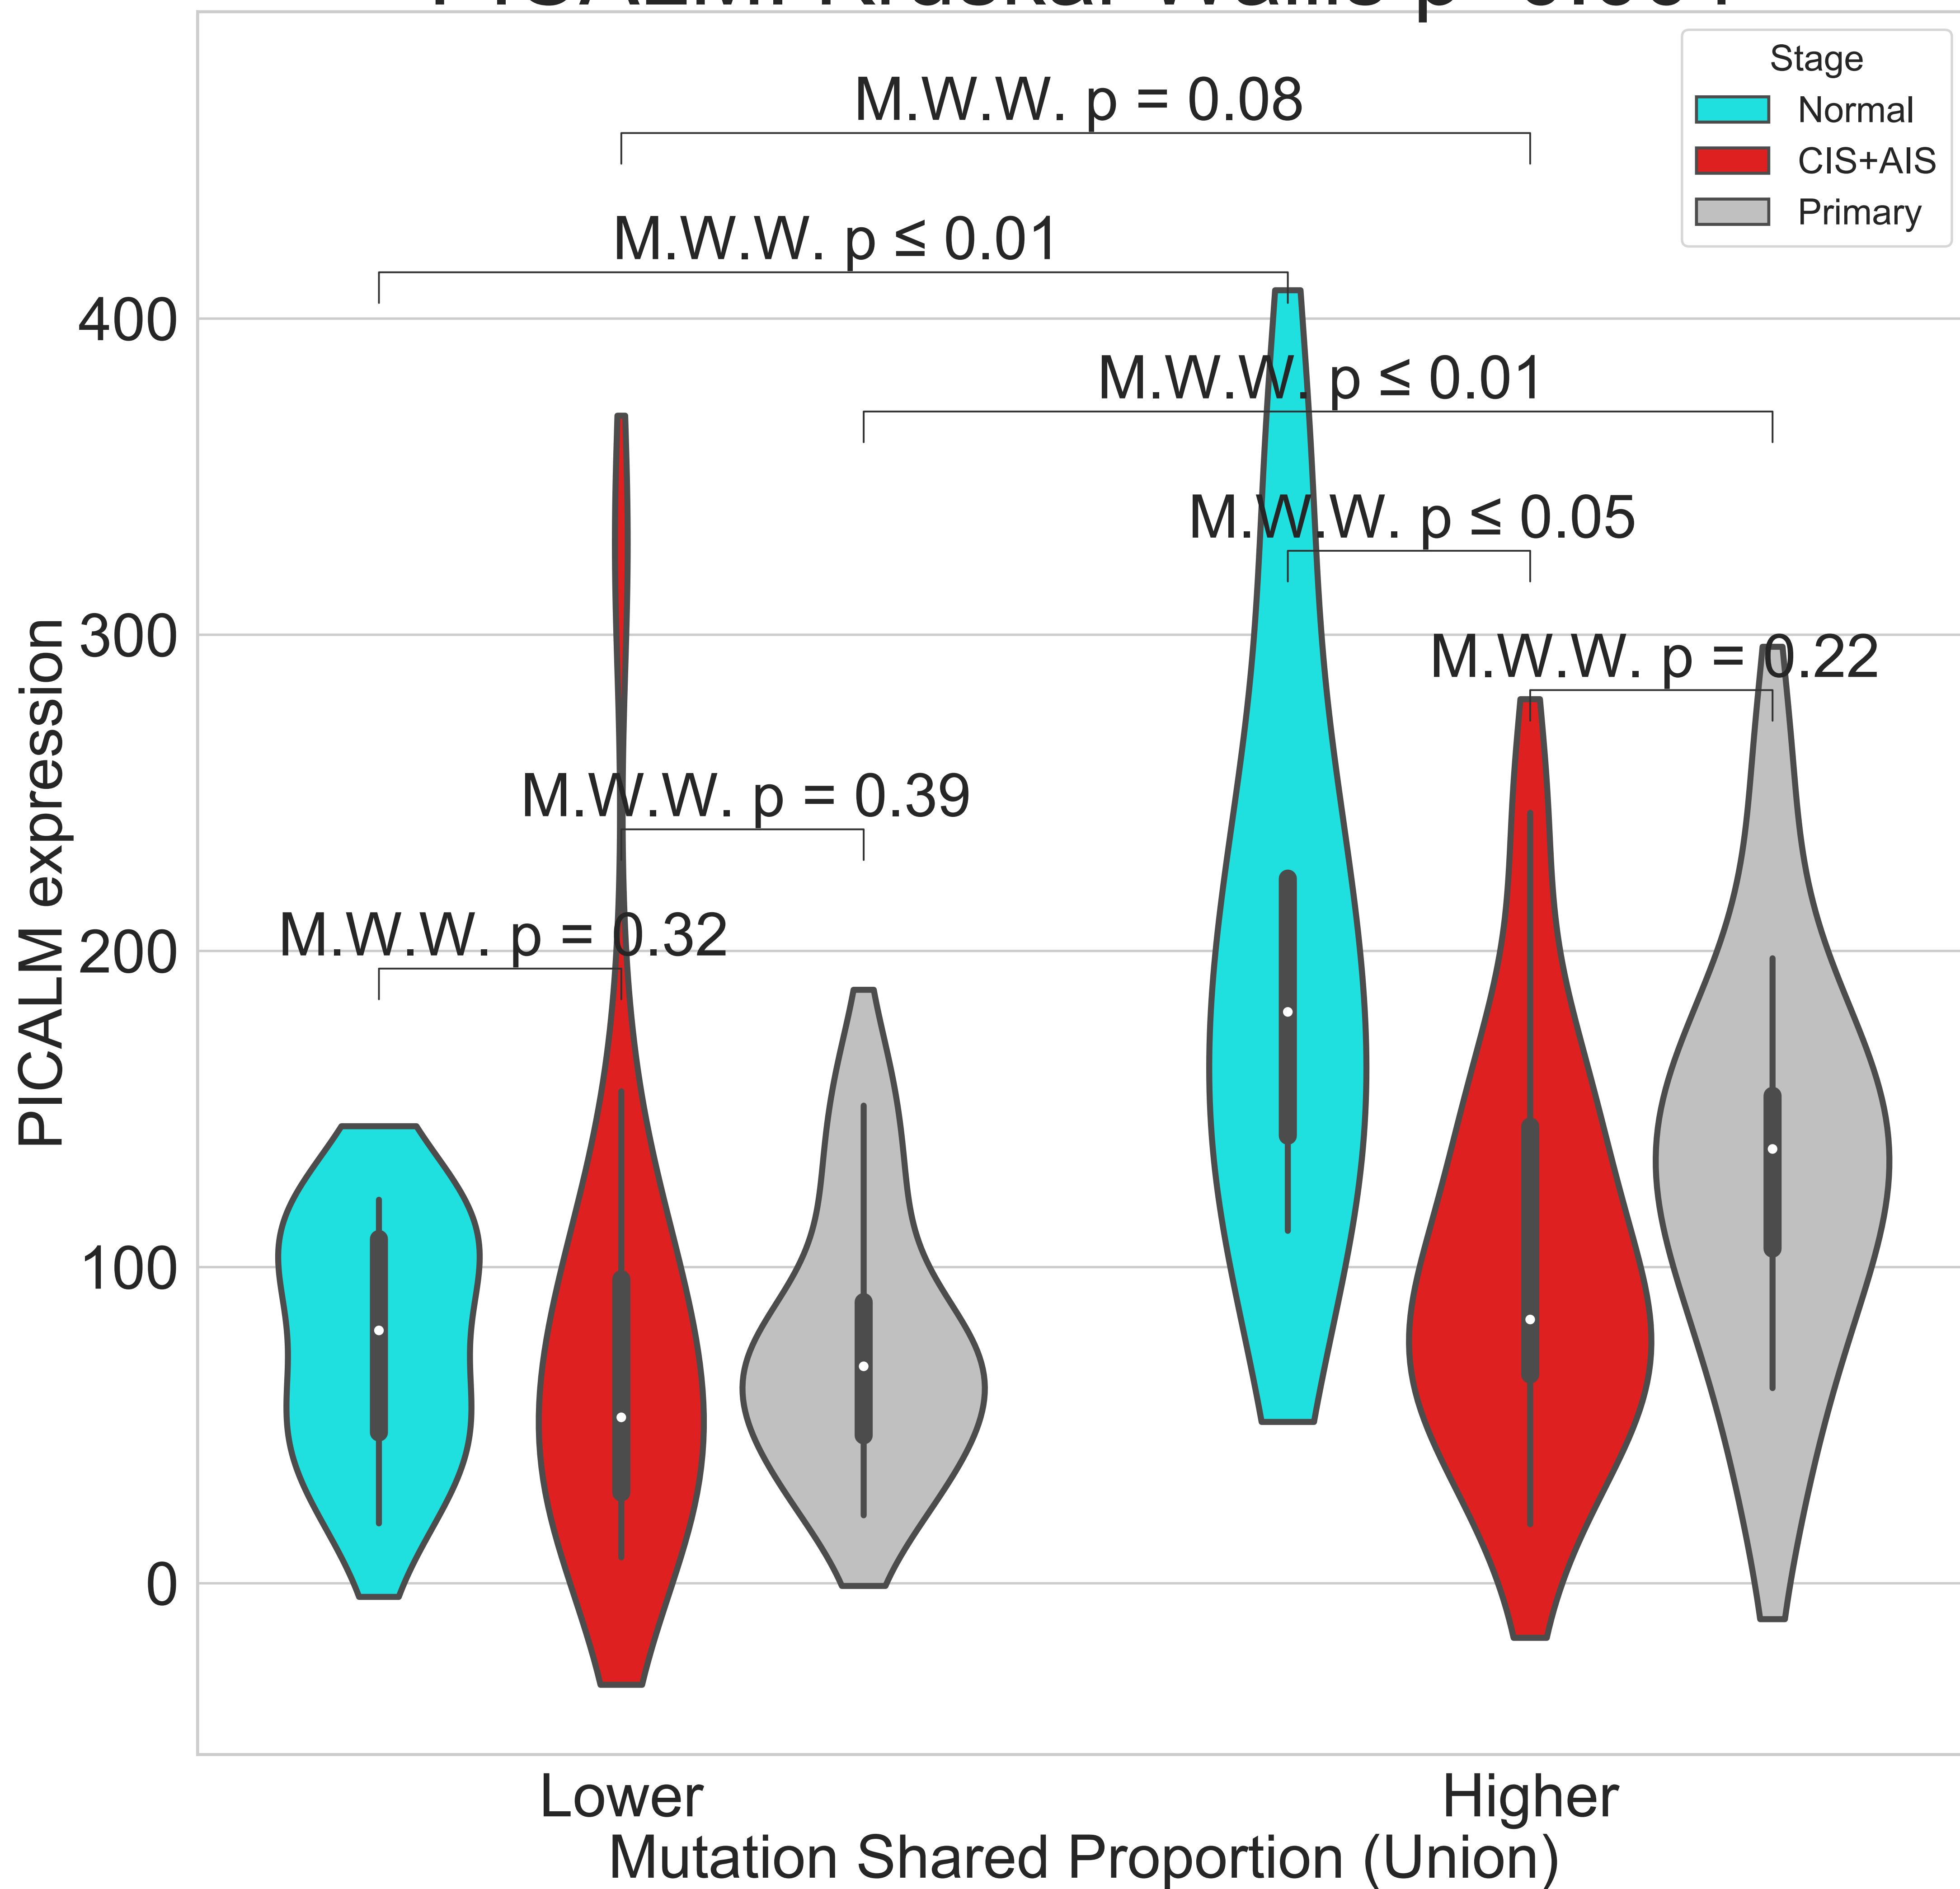 Stage
Normal
CIS+AIS
Primary
M.W.W. p = 0.08
M.W.W. p ≤ 0.01
M.W.W. p ≤ 0.01
M.W.W. p ≤ 0.05
M.W.W. p = 0.22
M.W.W. p = 0.39
M.W.W. p = 0.32
400
300
200
100
0
PICALM expression
Lower
Higher
Mutation Shared Proportion (Union)